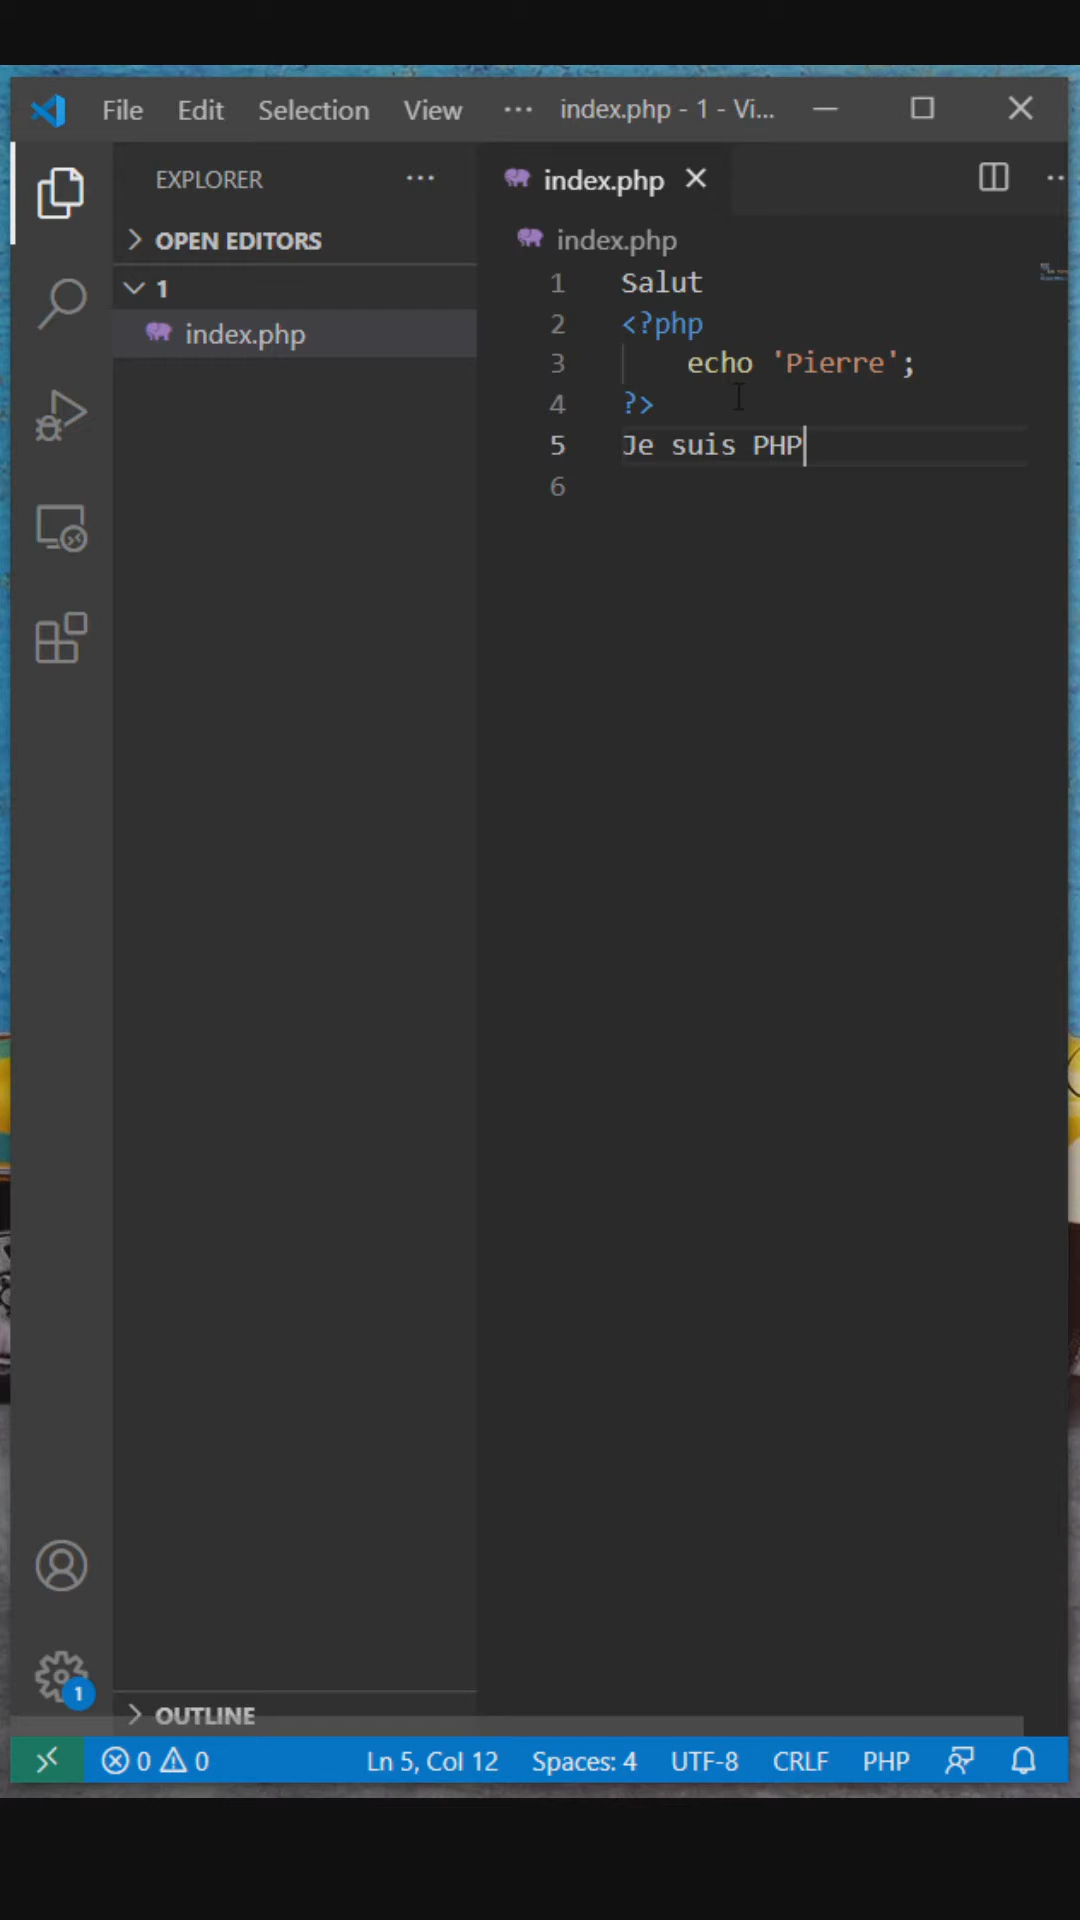 File Edit Selection View ··· index.php - 1 - Vi...
EXPLORER ···
index.php
OPEN EDITORS
index.php
1
index.php
1 Salut
2 <?php
3 echo 'Pierre';
4 ?>
5 Je suis PHP
6
1
OUTLINE
0 0 Ln 5, Col 12 Spaces: 4 UTF-8 CRLF PHP